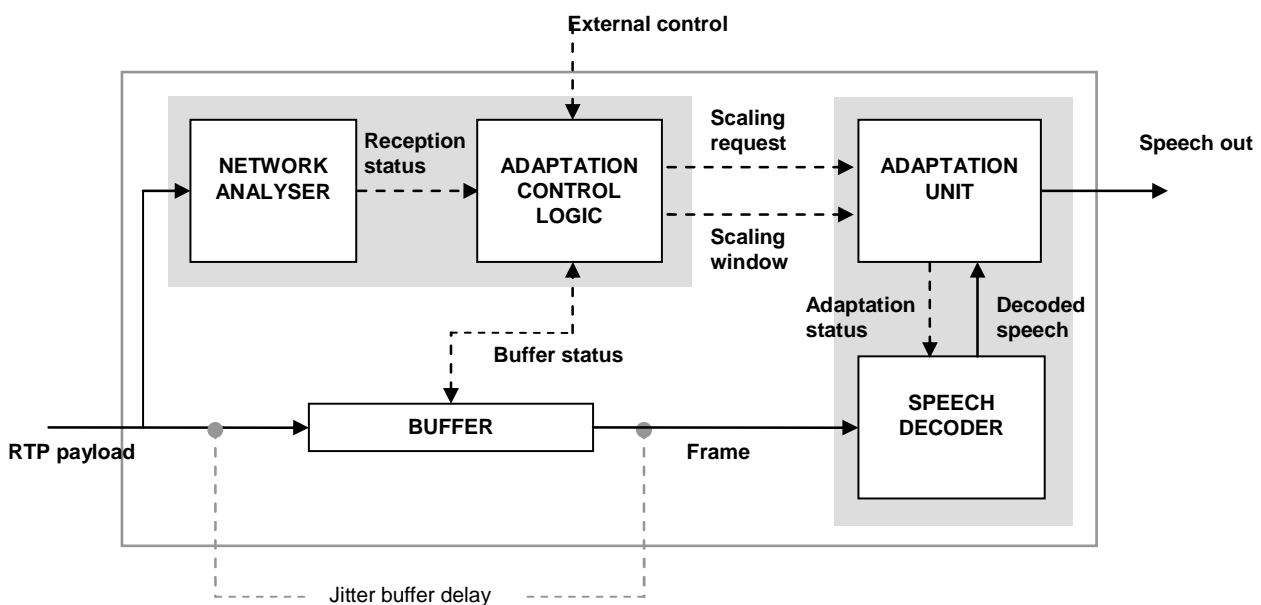 External control
Scaling
request
Speech out
NETWORK
ANALYSER
Reception
status
ADAPTATION
CONTROL
LOGIC
ADAPTATION
UNIT
Scaling
window
Adaptation
status
Decoded
speech
Buffer status
BUFFER
SPEECH
DECODER
RTP payload
Frame
Jitter buffer delay